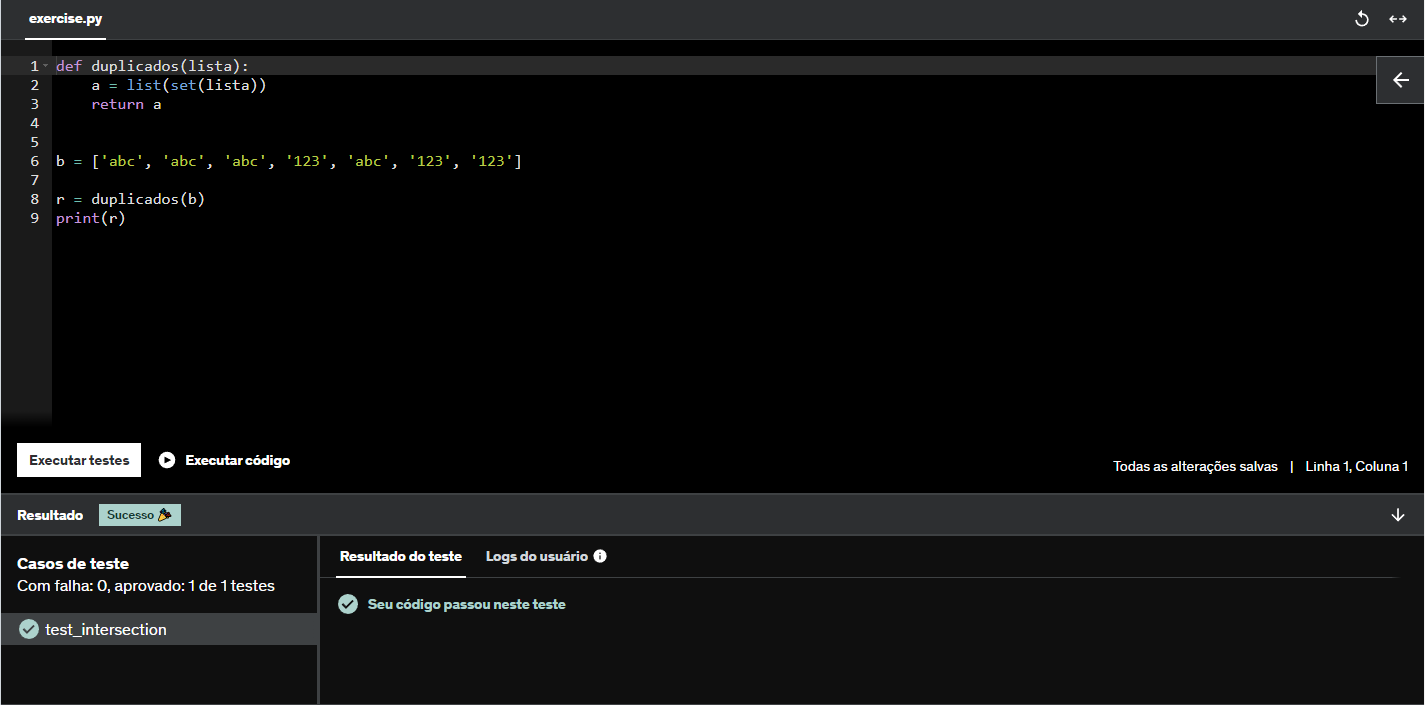 exercise.py
1 def duplicados(lista):
2     a = list(set(lista))
3     return a
4
5
6 b = ['abc', 'abc', 'abc', '123', 'abc', '123', '123']
7
8 r = duplicados(b)
9 print(r)
Executar testes Executar código
Todas as alterações salvas | Linha 1, Coluna 1
Resultado Sucesso
Casos de teste
Com falha: 0, aprovado: 1 de 1 testes
test_intersection
Resultado do teste Logs do usuário
Seu código passou neste teste